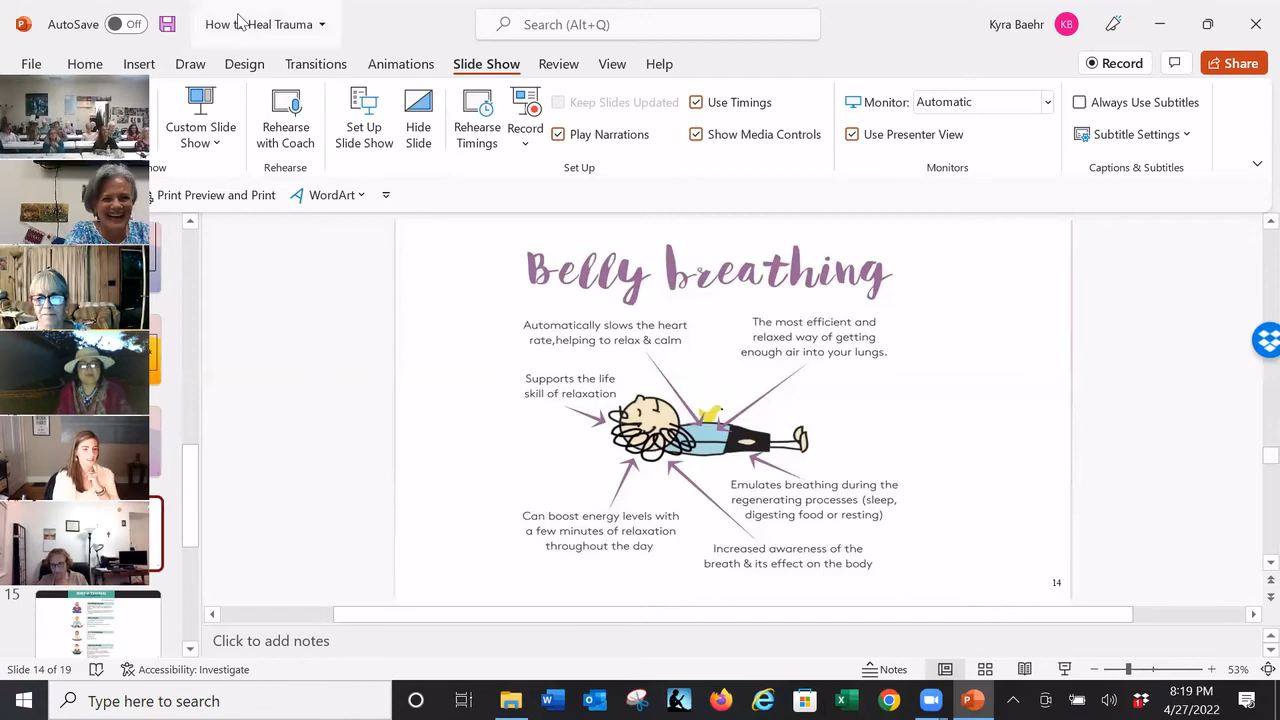 AutoSave Off How to Heal Trauma Search (Alt+Q) Kyra Baehr KB
File Home Insert Draw Design Transitions Animations Slide Show Review View Help Record Share
Custom Slide Show
Rehearse with Coach
Rehearse
Set Up Slide Show
Hide Slide
Rehearse Timings
Record
Keep Slides Updated
Play Narrations
Use Timings
Show Media Controls
Set Up
Monitor: Automatic
Use Presenter View
Monitors
Always Use Subtitles
Subtitle Settings
Captions & Subtitles
how
Print Preview and Print WordArt
Belly breathing
Automatically slows the heart
rate,helping to relax & calm
The most efficient and
relaxed way of getting
enough air into your lungs.
Supports the life
skill of relaxation
Emulates breathing during the
regenerating processes (sleep,
digesting food or resting)
Can boost energy levels with
a few minutes of relaxation
throughout the day
Increased awareness of the
breath & its effect on the body
14
15
BREATHING
Click to add notes
Slide 14 of 19 Accessibility: Investigate Notes 53%
Type here to search
8:19 PM
4/27/2022